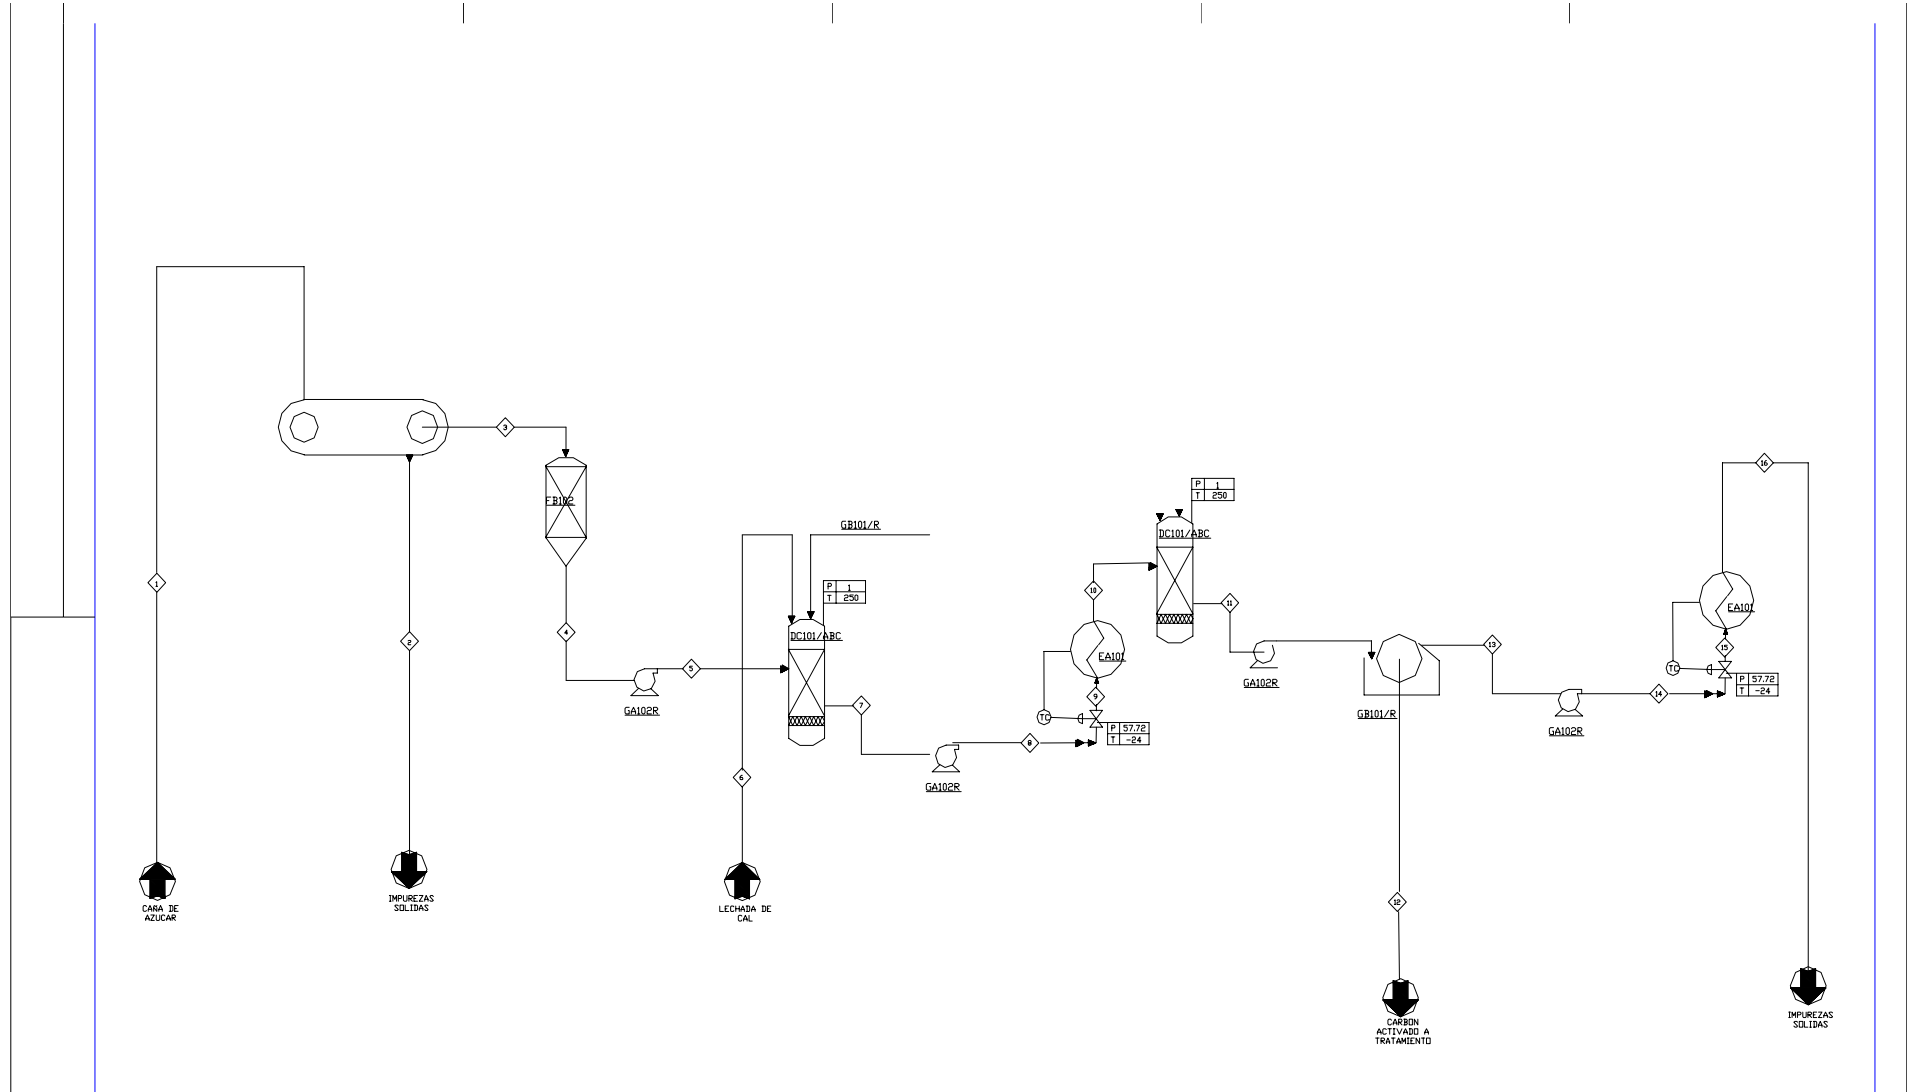 16
3
P 1
T 250
FB102
GB101/R
DC101/ABC
1
P 1
T 250
10
11
EA101
4
2
DC101/ABC
13
15
EA101
5
TC
P 57.72
T -24
GA102R
14
9
7
GA102R
GB101/R
TC
P 57.72
T -24
GA102R
8
6
GA102R
12
CAÑA DE
AZUCAR
IMPUREZAS
SOLIDAS
LECHADA DE
CAL
CARBON
ACTIVADO A
TRATAMIENTO
IMPUREZAS
SOLIDAS